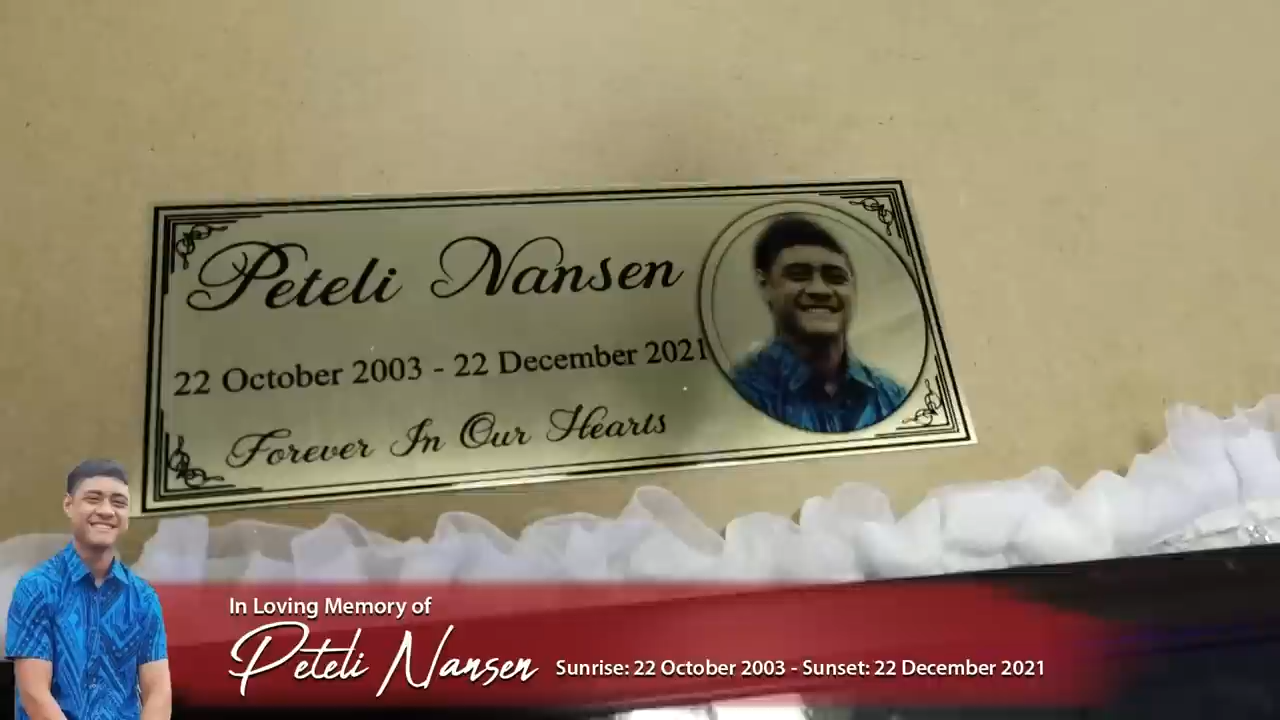 Peteli Nansen
22 October 2003 - 22 December 2021
Forever In Our Hearts
In Loving Memory of
Peteli Nansen Sunrise: 22 October 2003 - Sunset: 22 December 2021